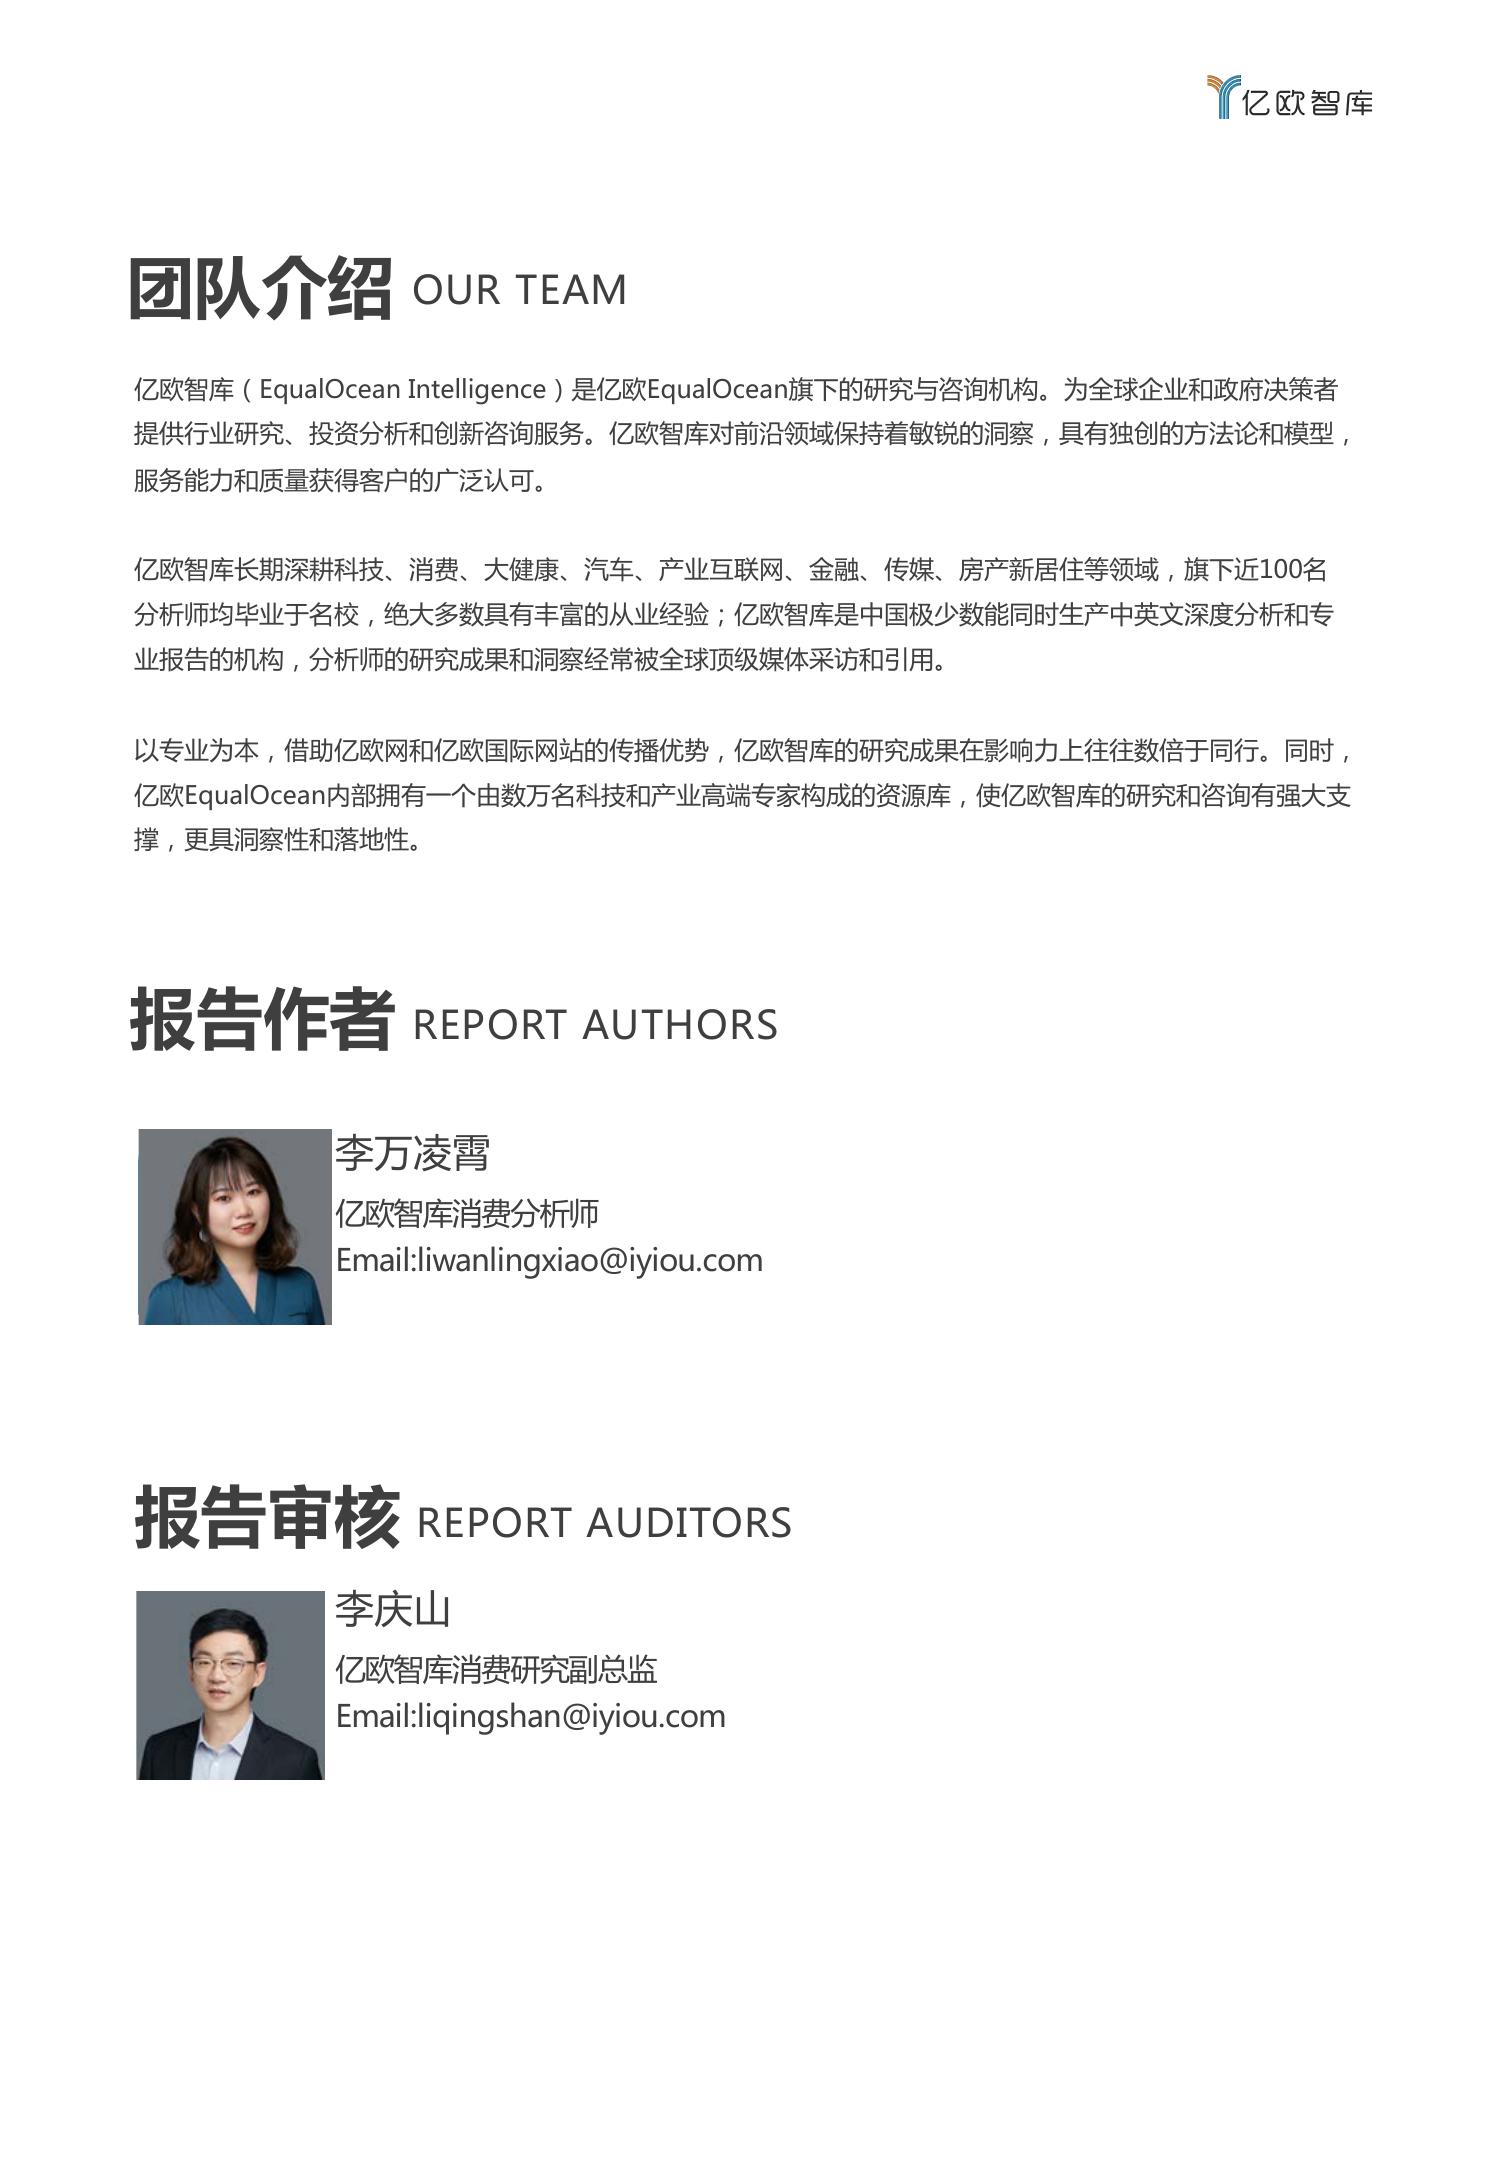 亿欧智库
团队介绍 OUR TEAM
亿欧智库（EqualOcean Intelligence）是亿欧EqualOcean旗下的研究与咨询机构。为全球企业和政府决策者
提供行业研究、投资分析和创新咨询服务。亿欧智库对前沿领域保持着敏锐的洞察，具有独创的方法论和模型，
服务能力和质量获得客户的广泛认可。
亿欧智库长期深耕科技、消费、大健康、汽车、产业互联网、金融、传媒、房产新居住等领域，旗下近100名
分析师均毕业于名校，绝大多数具有丰富的从业经验；亿欧智库是中国极少数能同时生产中英文深度分析和专
业报告的机构，分析师的研究成果和洞察经常被全球顶级媒体采访和引用。
以专业为本，借助亿欧网和亿欧国际网站的传播优势，亿欧智库的研究成果在影响力上往往数倍于同行。同时，
亿欧EqualOcean内部拥有一个由数万名科技和产业高端专家构成的资源库，使亿欧智库的研究和咨询有强大支
撑，更具洞察性和落地性。
报告作者 REPORT AUTHORS
李万凌霄
亿欧智库消费分析师
Email:liwanlingxiao@iyiou.com
报告审核 REPORT AUDITORS
李庆山
亿欧智库消费研究副总监
Email:liqingshan@iyiou.com